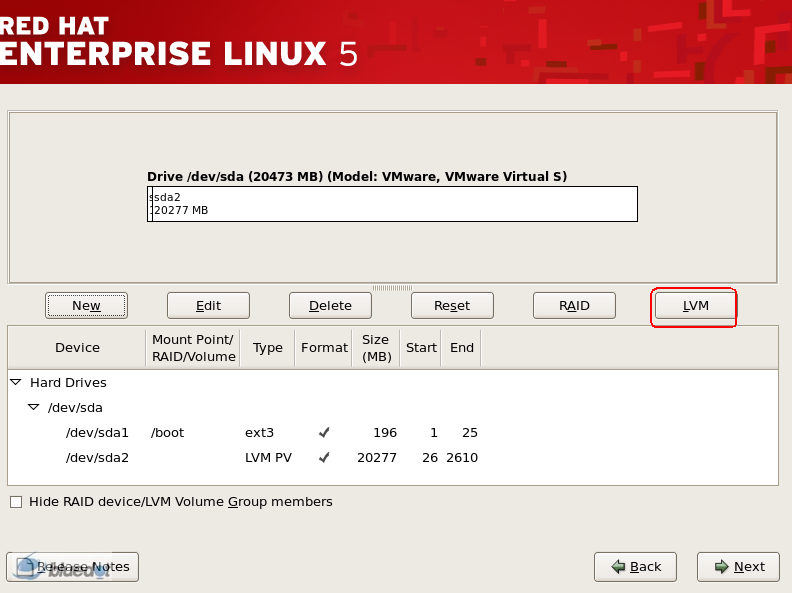 RED HAT
ENTERPRISE LINUX 5
Drive /dev/sda (20473 MB) (Model: VMware, VMware Virtual S)
sda2
20277 MB
New Edit Delete Reset RAID LVM
Device Mount Point/ RAID/Volume Type Format Size (MB) Start End
Hard Drives
/dev/sda
/dev/sda1 /boot ext3 196 1 25
/dev/sda2 LVM PV 20277 26 2610
Hide RAID device/LVM Volume Group members
Release Notes Back Next
bluedot